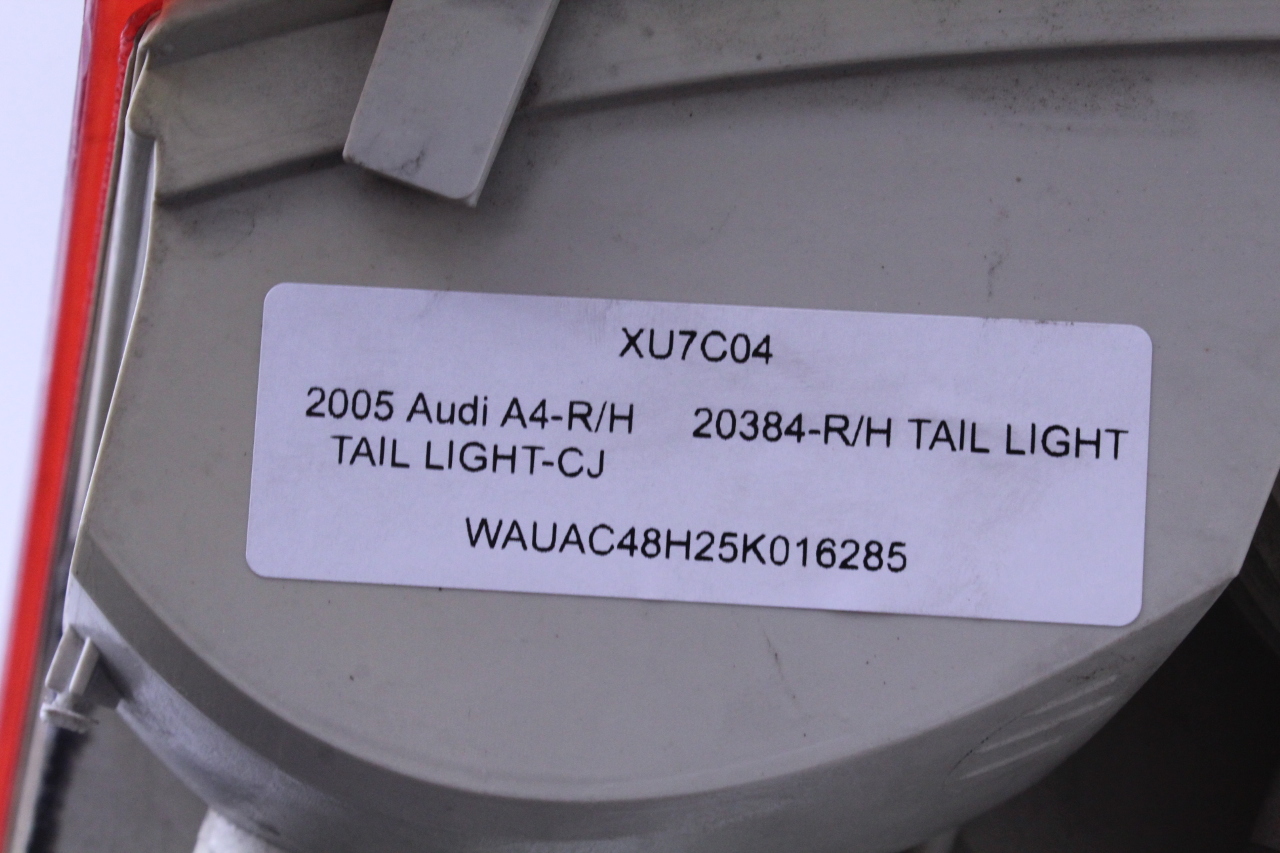 XU7C04
2005 Audi A4-R/H
TAIL LIGHT-CJ
20384-R/H TAIL LIGHT
WAUAC48H25K016285